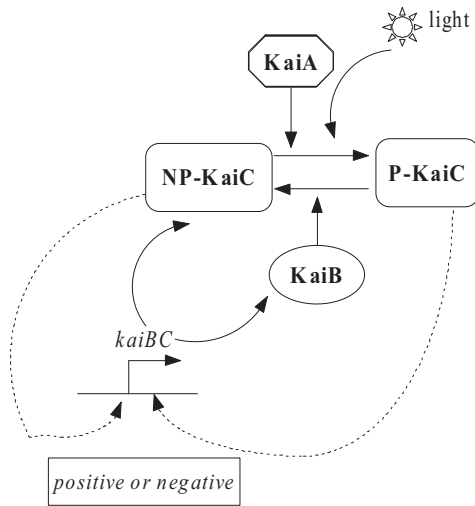 light
KaiA
NP-KaiC
P-KaiC
KaiB
kaiBC
positive or negative